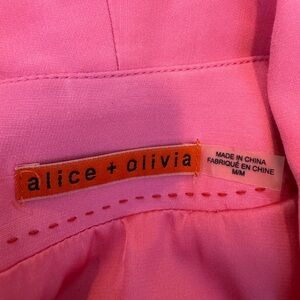 alice + olivia
MADE IN CHINA
FABRIQUÉ EN CHINE
M/M